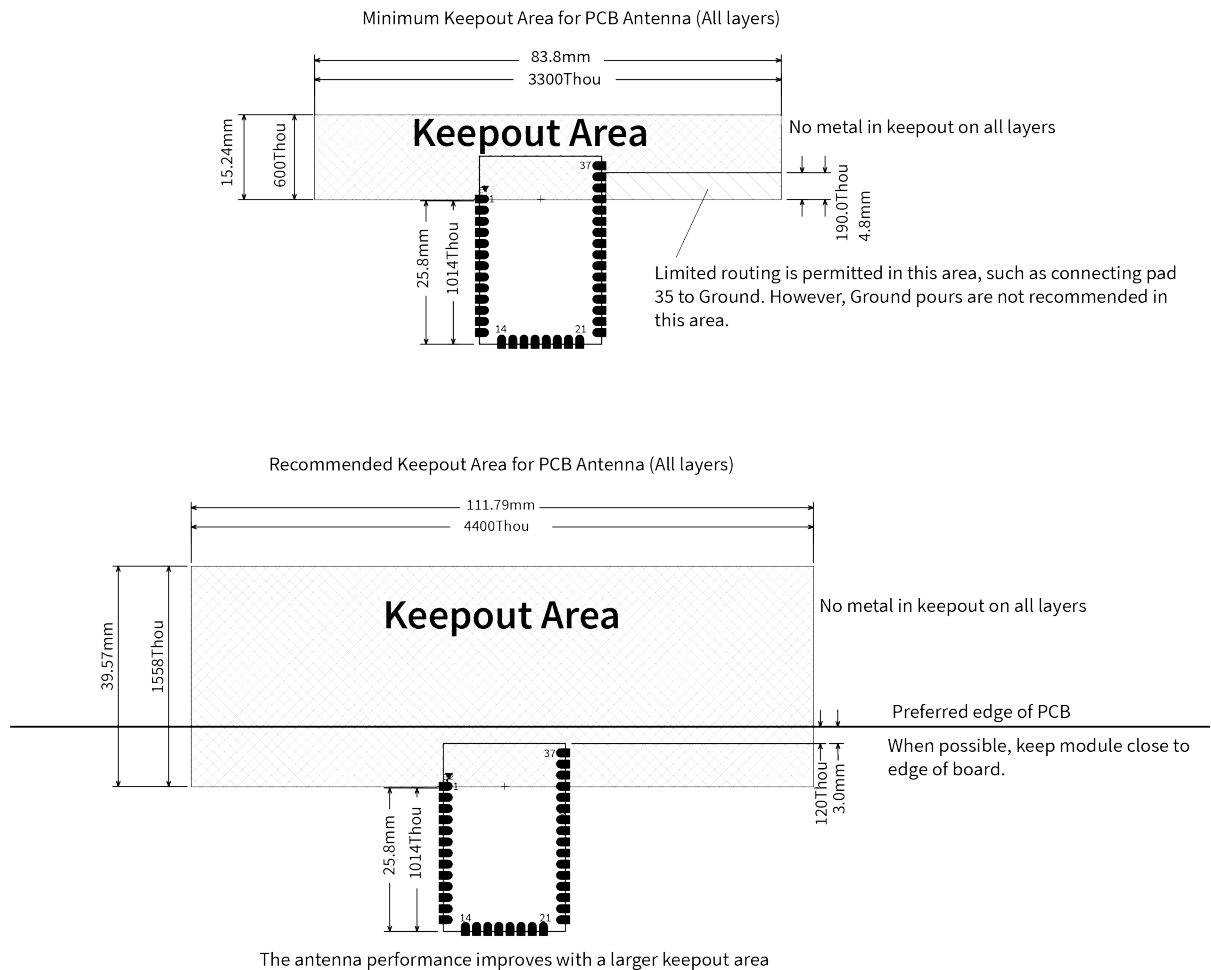 Minimum Keepout Area for PCB Antenna (All layers)
83.8mm
3300Thou
Keepout Area
No metal in keepout on all layers
15.24mm
600Thou
37
1
190.0Thou
4.8mm
25.8mm
1014Thou
Limited routing is permitted in this area, such as connecting pad
35 to Ground. However, Ground pours are not recommended in
this area.
14
21
Recommended Keepout Area for PCB Antenna (All layers)
111.79mm
4400Thou
Keepout Area
No metal in keepout on all layers
39.57mm
1558Thou
Preferred edge of PCB
When possible, keep module close to
edge of board.
37
1
120Thou
3.0mm
25.8mm
1014Thou
14
21
The antenna performance improves with a larger keepout area